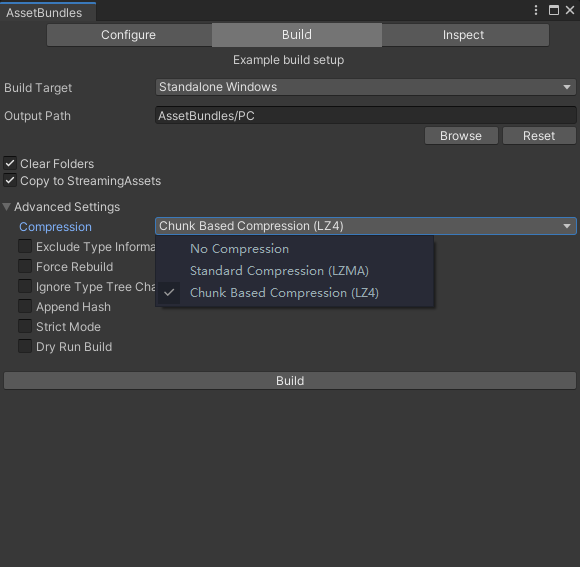 AssetBundles
Configure Build Inspect
Example build setup
Build Target Standalone Windows
Output Path AssetBundles/PC
Browse Reset
Clear Folders
Copy to StreamingAssets
Advanced Settings
Compression Chunk Based Compression (LZ4)
Exclude Type Informa
No Compression
Force Rebuild
Standard Compression (LZMA)
Ignore Type Tree Cha
Chunk Based Compression (LZ4)
Append Hash
Strict Mode
Dry Run Build
Build